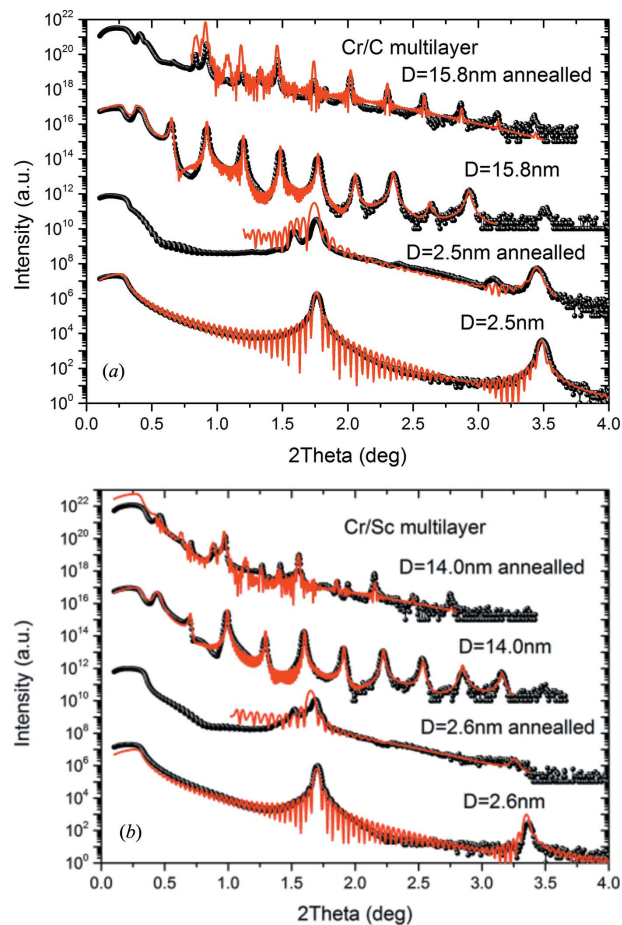 10^22
10^20
10^18
10^16
10^14
10^12
10^10
10^8
10^6
10^4
10^2
10^0
Intensity (a.u.)
Cr/C multilayer
D=15.8nm annealled
D=15.8nm
D=2.5nm annealled
D=2.5nm
(a)
0.0 0.5 1.0 1.5 2.0 2.5 3.0 3.5 4.0
2Theta (deg)
10^22
10^20
10^18
10^16
10^14
10^12
10^10
10^8
10^6
10^4
10^2
10^0
Intensity (a.u.)
Cr/Sc multilayer
D=14.0nm annealled
D=14.0nm
D=2.6nm annealled
D=2.6nm
(b)
0.0 0.5 1.0 1.5 2.0 2.5 3.0 3.5 4.0
2Theta (deg)